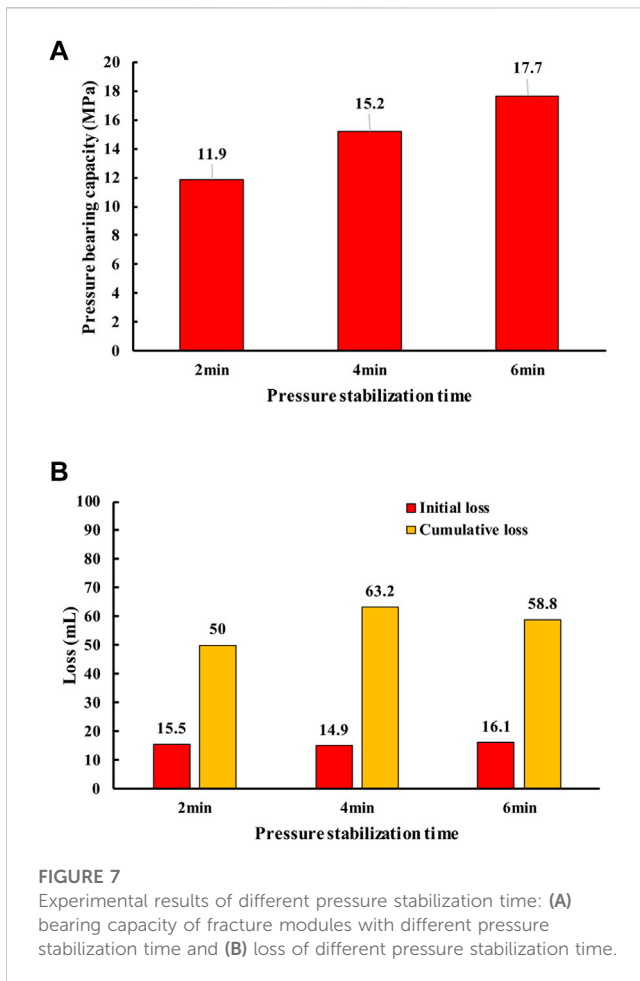 A
Pressure bearing capacity (MPa)
20
18
16
14
12
10
8
6
4
2
0
11.9
15.2
17.7
2min
4min
6min
Pressure stabilization time
B
Loss (mL)
100
90
80
70
60
50
40
30
20
10
0
Initial loss
Cumulative loss
15.5
50
14.9
63.2
16.1
58.8
2min
4min
6min
Pressure stabilization time
FIGURE 7
Experimental results of different pressure stabilization time: (A)
bearing capacity of fracture modules with different pressure
stabilization time and (B) loss of different pressure stabilization time.